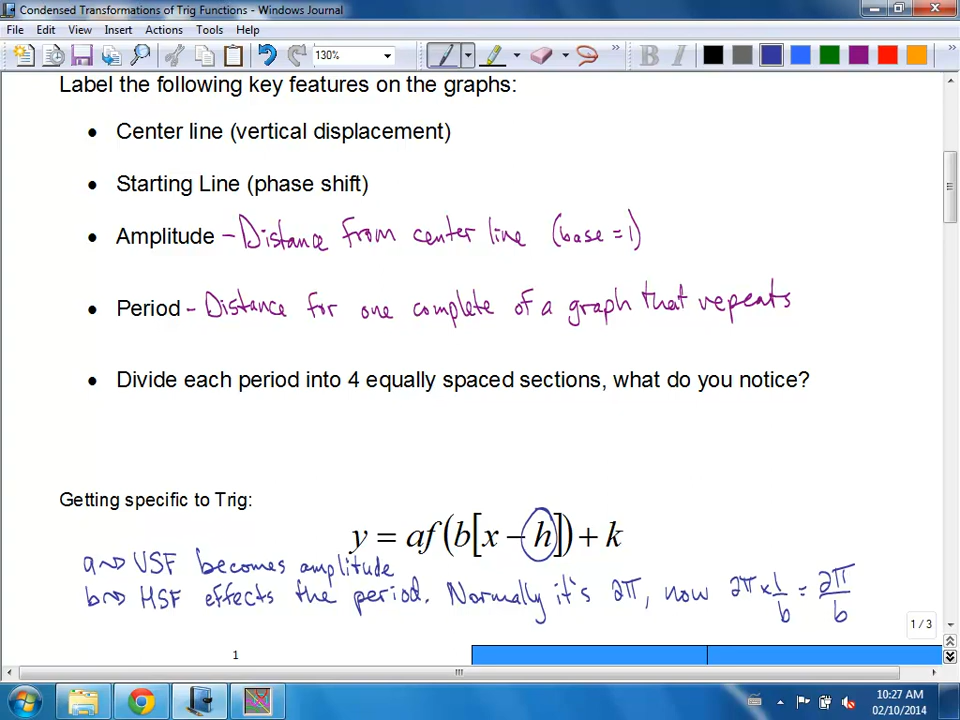 Condensed Transformations of Trig Functions - Windows Journal
File Edit View Insert Actions Tools Help
130% B I
Label the following key features on the graphs:
• Center line (vertical displacement)
• Starting Line (phase shift)
• Amplitude - Distance from center line (base = 1)
• Period - Distance for one complete of a graph that repeats
• Divide each period into 4 equally spaced sections, what do you notice?
Getting specific to Trig:
y = af(b[x − h]) + k
a ~> VSF becomes amplitude
b ~> HSF effects the period. Normally it's 2π, now 2π × 1/b = 2π/b
1 / 3
1
10:27 AM
02/10/2014